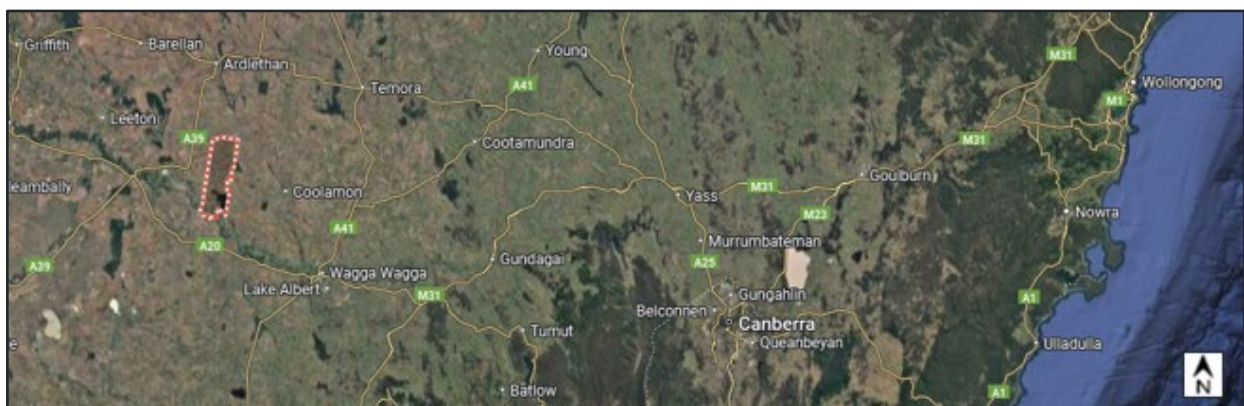 Griffith
Barellan
Ardlethan
Young
M31
Wollongong
M1
A41
Temora
Leeton
A39
Cootamundra
M31
eambally
Coolamon
Yass
M31
Goulburn
M23
Nowra
A41
A20
Murrumbateman
A39
Wagga Wagga
Gundagai
A25
Lake Albert
M31
Gungahlin
A1
Belconnen
Canberra
Tumut
Queanbeyan
Ulladulla
e
Batlow
A1
N